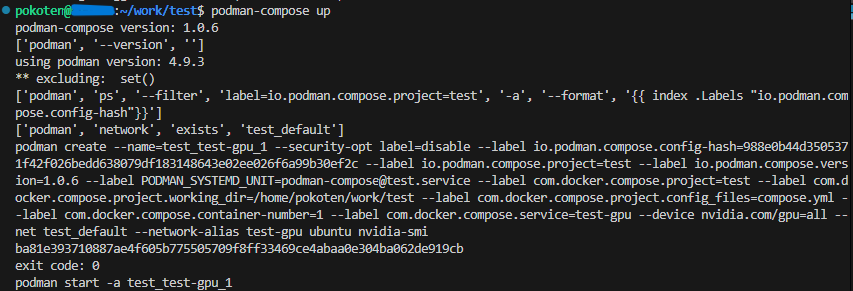 pokoten@:~/work/test$ podman-compose up
podman-compose version: 1.0.6
['podman', '--version', '']
using podman version: 4.9.3
** excluding:  set()
['podman', 'ps', '--filter', 'label=io.podman.compose.project=test', '-a', '--format', '{{ index .Labels "io.podman.com
pose.config-hash"}}']
['podman', 'network', 'exists', 'test_default']
podman create --name=test_test-gpu_1 --security-opt label=disable --label io.podman.compose.config-hash=988e0b44d350537
1f42f026bedd638079df183148643e02ee026f6a99b30ef2c --label io.podman.compose.project=test --label io.podman.compose.vers
ion=1.0.6 --label PODMAN_SYSTEMD_UNIT=podman-compose@test.service --label com.docker.compose.project=test --label com.d
ocker.compose.project.working_dir=/home/pokoten/work/test --label com.docker.compose.project.config_files=compose.yml -
-label com.docker.compose.container-number=1 --label com.docker.compose.service=test-gpu --device nvidia.com/gpu=all --
net test_default --network-alias test-gpu ubuntu nvidia-smi
ba81e393710887ae4f605b775505709f8ff33469ce4abaa0e304ba062de919cb
exit code: 0
podman start -a test_test-gpu_1